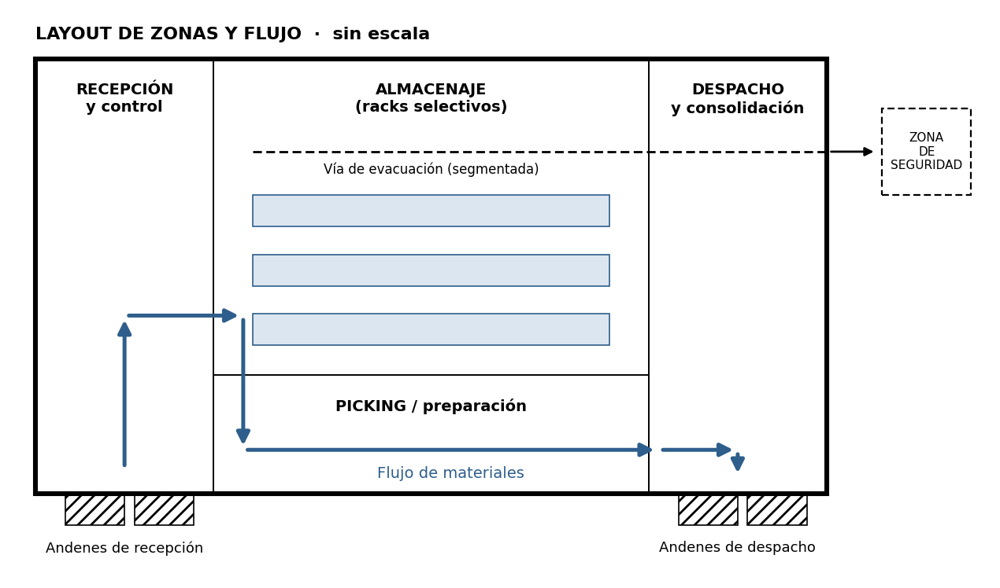 LAYOUT DE ZONAS Y FLUJO · sin escala
RECEPCIÓN
y control
ALMACENAJE
(racks selectivos)
DESPACHO
y consolidación
ZONA
DE
SEGURIDAD
Vía de evacuación (segmentada)
PICKING / preparación
Flujo de materiales
Andenes de recepción
Andenes de despacho